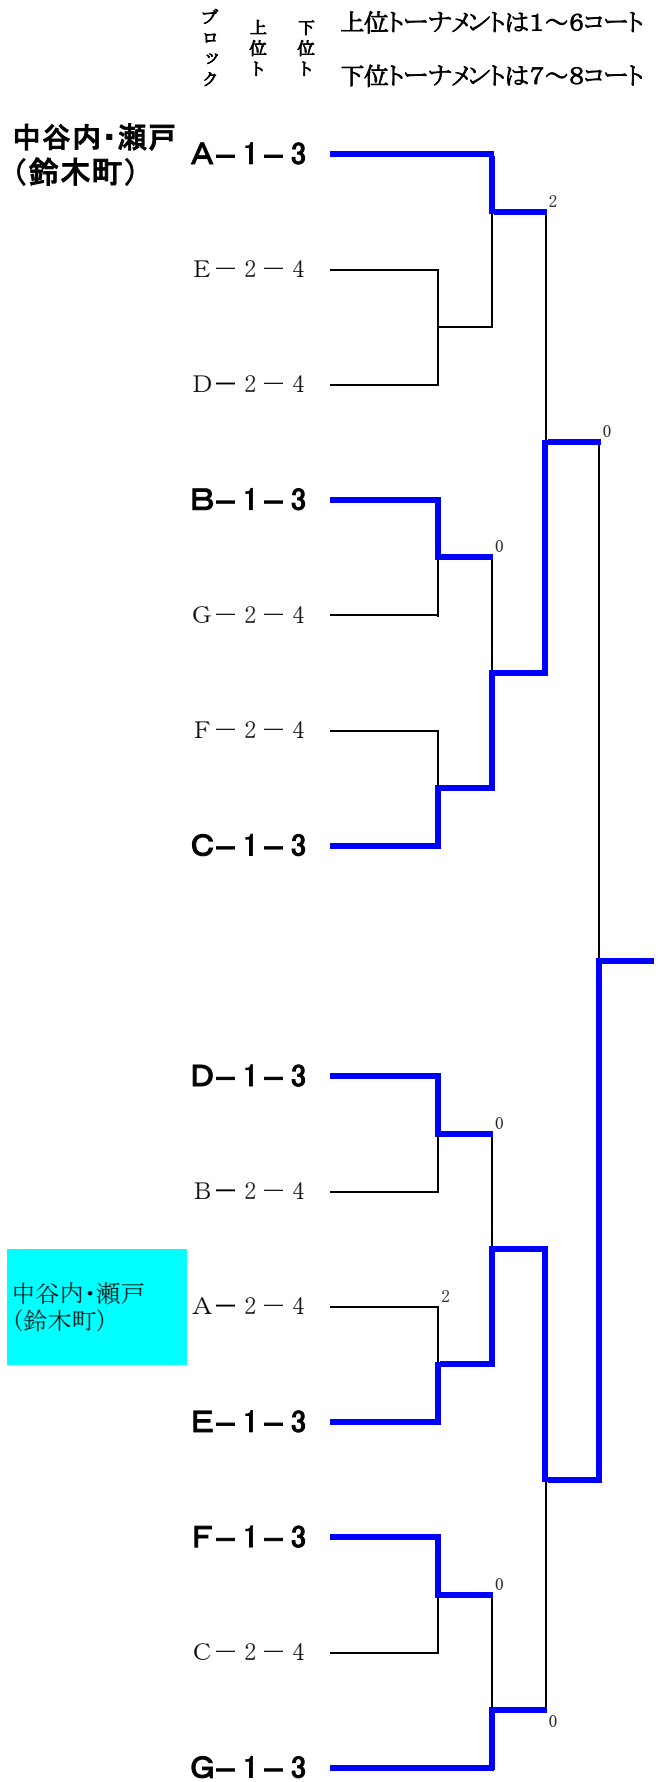 ブロック
上位ト
下位ト
上位トーナメントは１～６コート
下位トーナメントは７～８コート
中谷内・瀬戸
（鈴木町）
A－１－３
2
E－２－４
D－２－４
0
B－１－３
0
G－２－４
F－２－４
C－１－３
D－１－３
0
B－２－４
中谷内・瀬戸
（鈴木町）
A－２－４
2
E－１－３
F－１－３
0
C－２－４
0
G－１－３